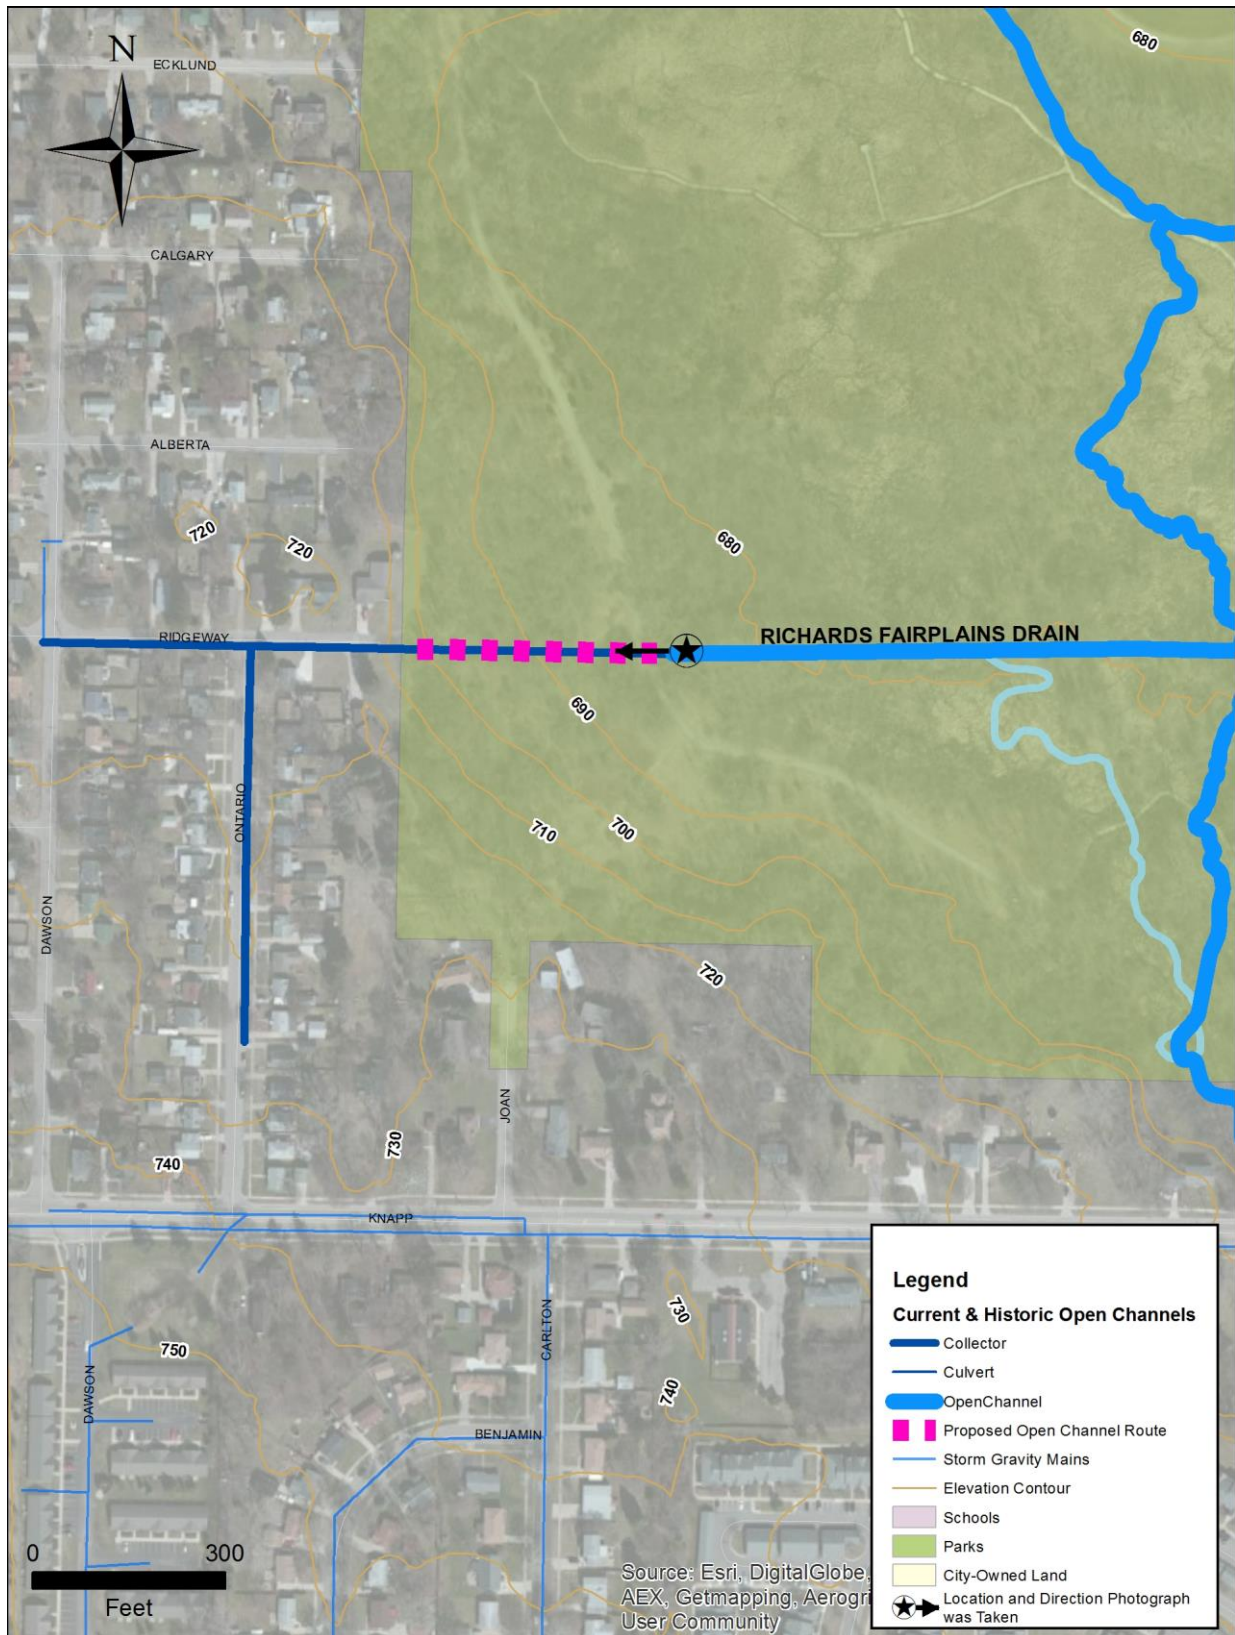 N
ECKLUND
680
CALGARY
ALBERTA
720
720
680
RIDGEWAY
RICHARDS FAIRPLAINS DRAIN
690
ONTARIO
710
700
DAWSON
720
JOAN
730
740
KNAPP
730
CARLTON
750
DAWSON
740
BENJAMIN
0 300
Feet
Legend
Current & Historic Open Channels
Collector
Culvert
OpenChannel
Proposed Open Channel Route
Storm Gravity Mains
Elevation Contour
Schools
Parks
City-Owned Land
Location and Direction Photograph
was Taken
Source: Esri, DigitalGlobe,
AEX, Getmapping, Aerogri
User Community